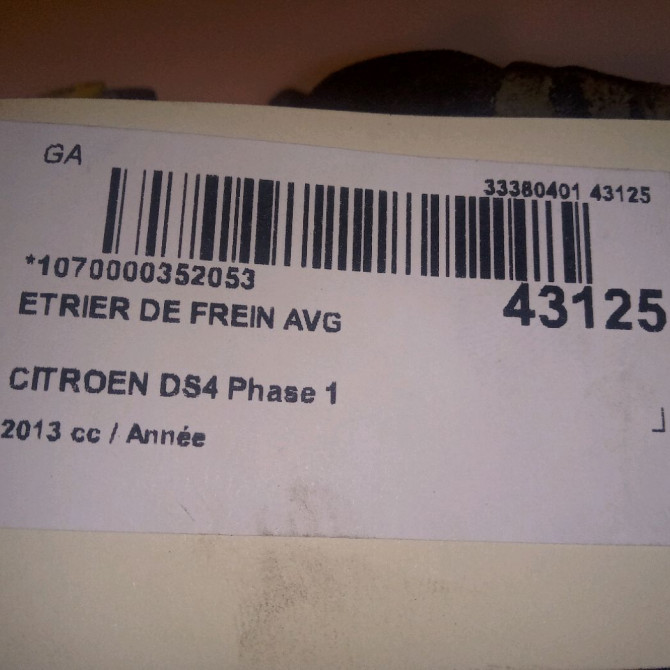 GA
33380401 43125
*1070000352053
43125
ETRIER DE FREIN AVG
CITROEN DS4 Phase 1
2013 cc / Année